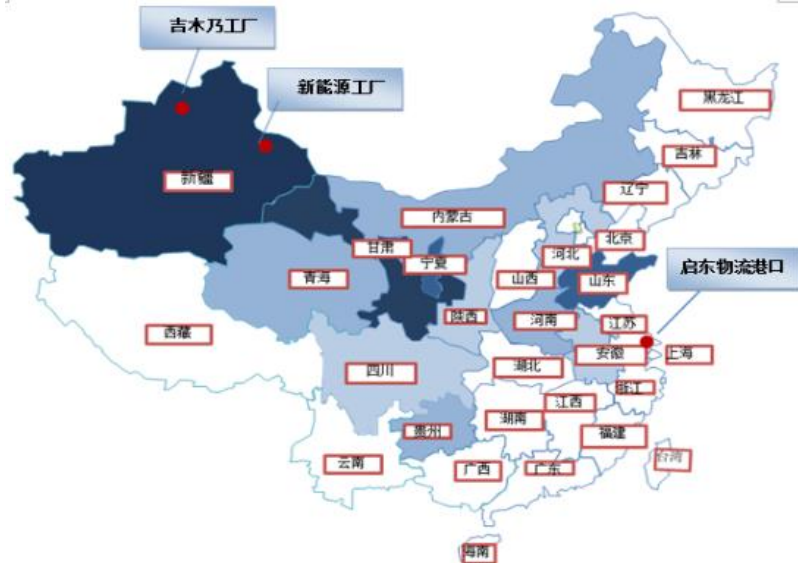 吉木乃工厂
新能源工厂
黑龙江
吉林
新疆
辽宁
内蒙古
北京
甘肃
河北
宁夏
启东物流港口
青海
山西
山东
陕西
河南
江苏
西藏
安徽
上海
湖北
四川
浙江
江西
湖南
贵州
福建
台湾
云南
广西
广东
海南